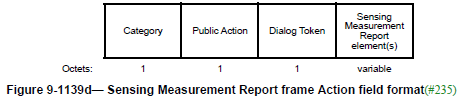 Category
Public Action
Dialog Token
Sensing
Measurement
Report
element(s)
Octets: 1 1 1 variable
Figure 9-1139d— Sensing Measurement Report frame Action field format(#235)